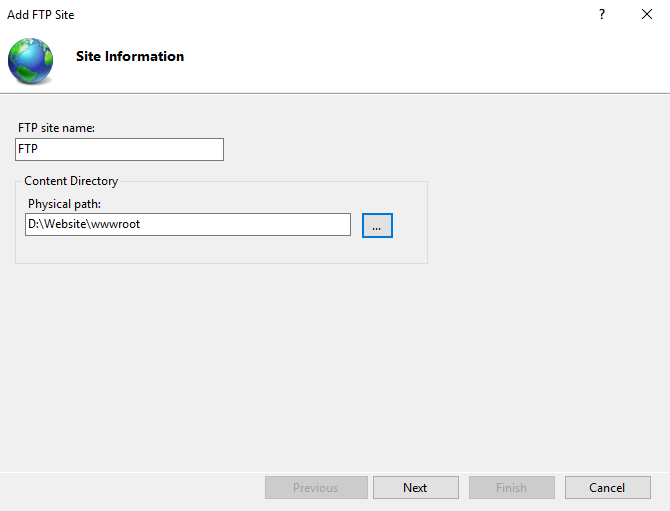 Add FTP Site
?
Site Information
FTP site name:
FTP
Content Directory
Physical path:
D:\Website\wwwroot
...
Previous
Next
Finish
Cancel